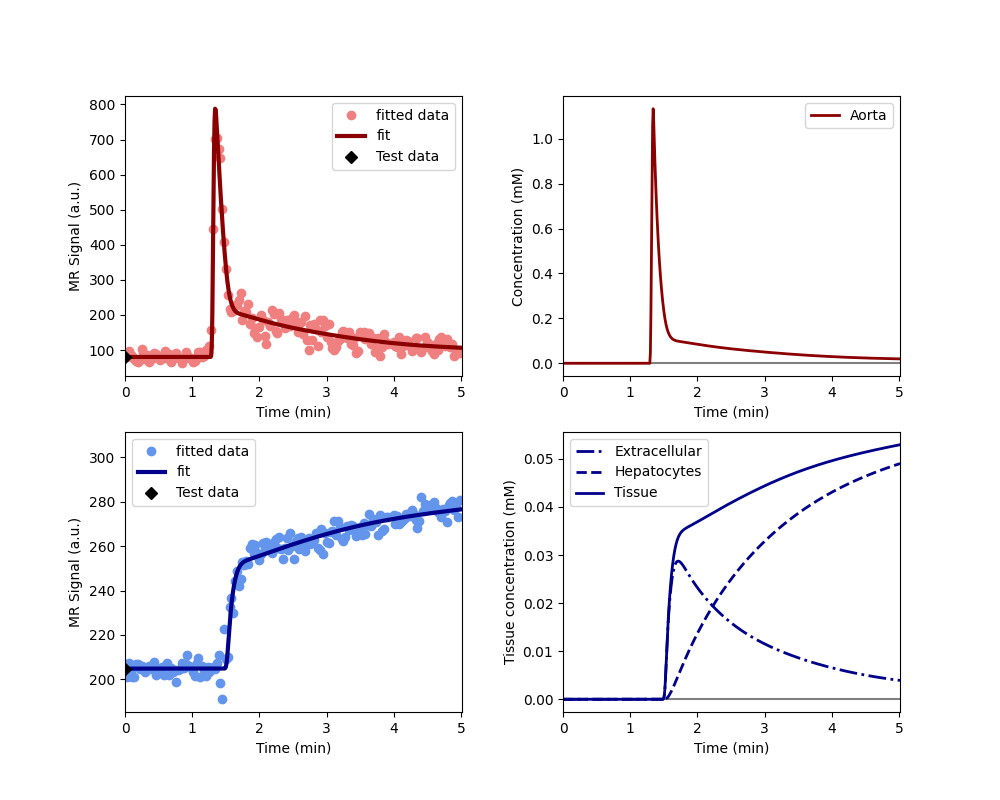 800
700
600
500
400
300
200
100
MR Signal (a.u.)
fitted data
fit
Test data
0 1 2 3 4 5
Time (min)
1.0
0.8
0.6
0.4
0.2
0.0
Concentration (mM)
Aorta
0 1 2 3 4 5
Time (min)
300
280
260
240
220
200
MR Signal (a.u.)
fitted data
fit
Test data
0 1 2 3 4 5
Time (min)
0.05
0.04
0.03
0.02
0.01
0.00
Tissue concentration (mM)
Extracellular
Hepatocytes
Tissue
0 1 2 3 4 5
Time (min)